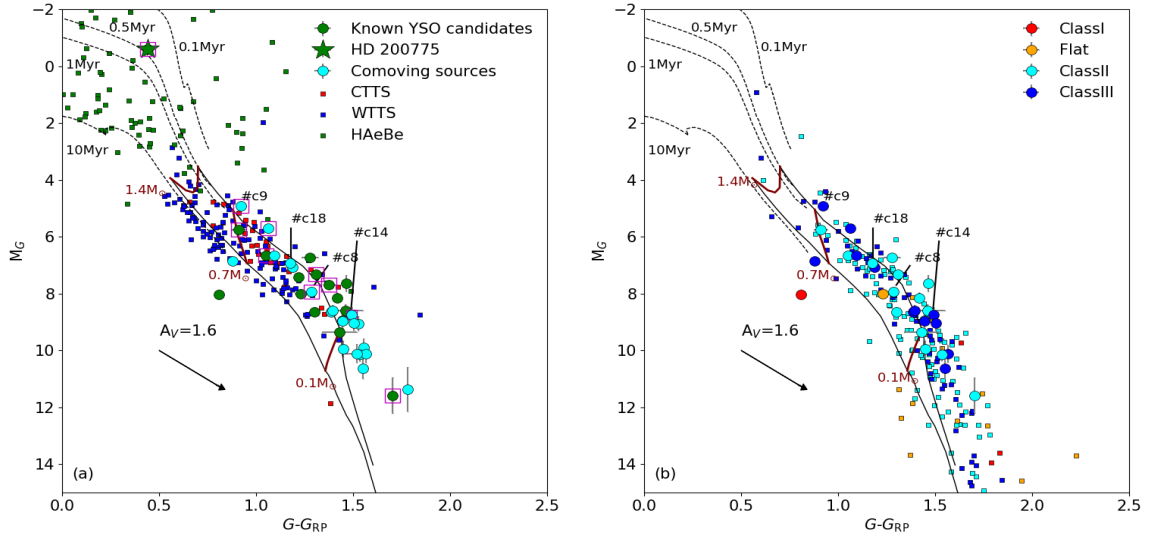 −2
0
2
4
6
8
10
12
14
M_G
0.1Myr
0.5Myr
1Myr
10Myr
Known YSO candidates
HD 200775
Comoving sources
CTTS
WTTS
HAeBe
1.4M⊙
#c9
#c18
#c14
#c8
0.7M⊙
A_V=1.6
0.1M⊙
(a)
0.0 0.5 1.0 1.5 2.0 2.5
G-G_RP
−2
0
2
4
6
8
10
12
14
M_G
0.1Myr
0.5Myr
1Myr
10Myr
ClassI
Flat
ClassII
ClassIII
1.4M⊙
#c9
#c18
#c14
#c8
0.7M⊙
A_V=1.6
0.1M⊙
(b)
0.0 0.5 1.0 1.5 2.0 2.5
G-G_RP